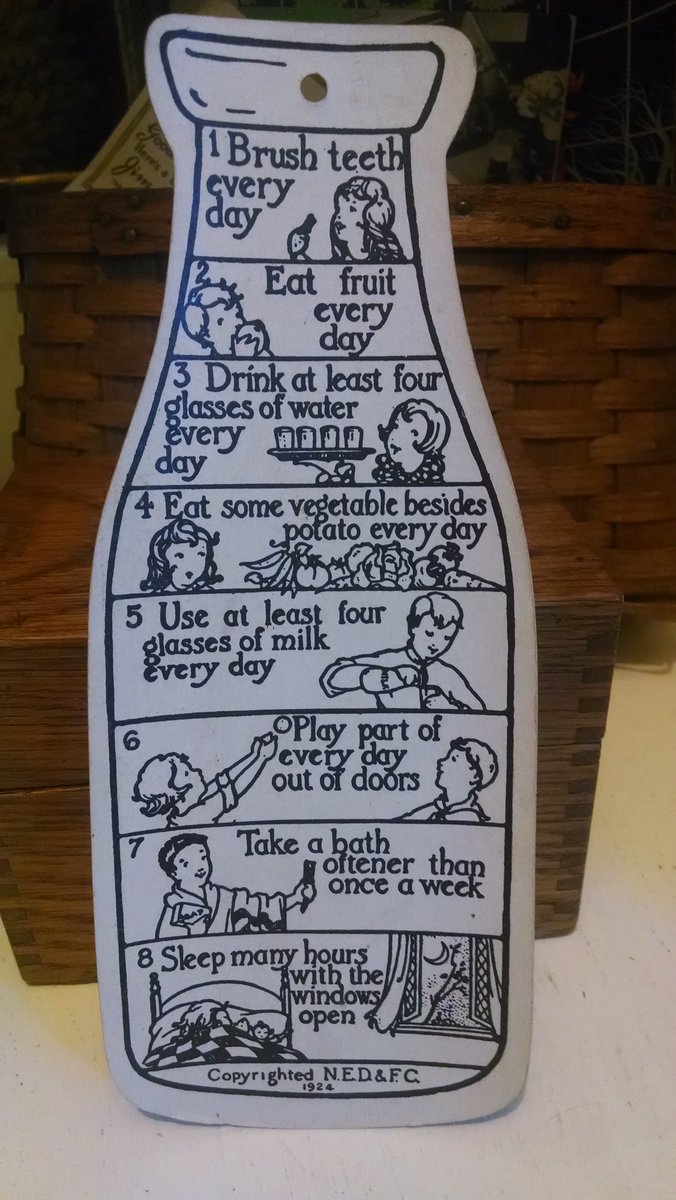 Jim
1 Brush teeth
every
day
2 Eat fruit
every
day
3 Drink at least four
glasses of water
every
day
4 Eat some vegetable besides
potato every day
5 Use at least four
glasses of milk
every day
6 Play part of
every day
out of doors
7 Take a bath
oftener than
once a week
8 Sleep many hours
with the
windows
open
Copyrighted N.E.D.&F.C.
1924